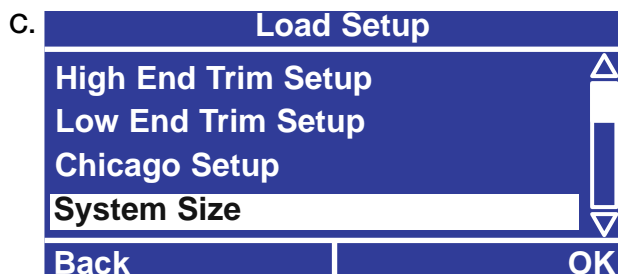 C.
Load Setup
High End Trim Setup
Low End Trim Setup
Chicago Setup
System Size
Back OK